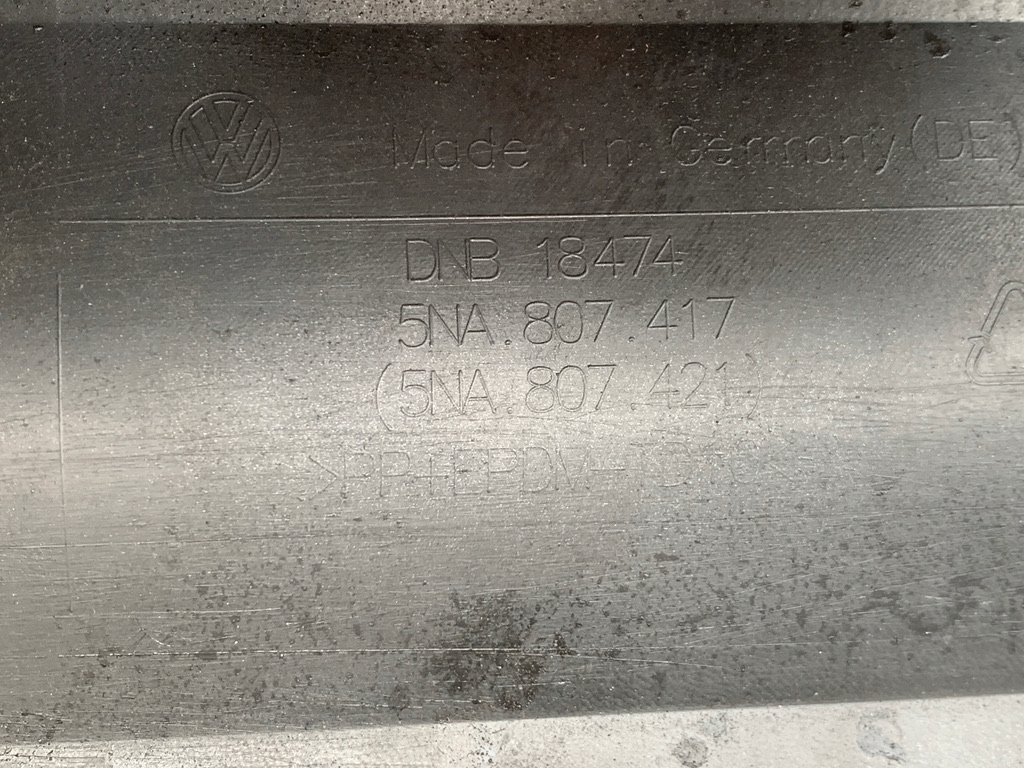 Made in Germany (DE)
DNB 18474
5NA.807.417
(5NA.807.421)
>PP+EPDM-